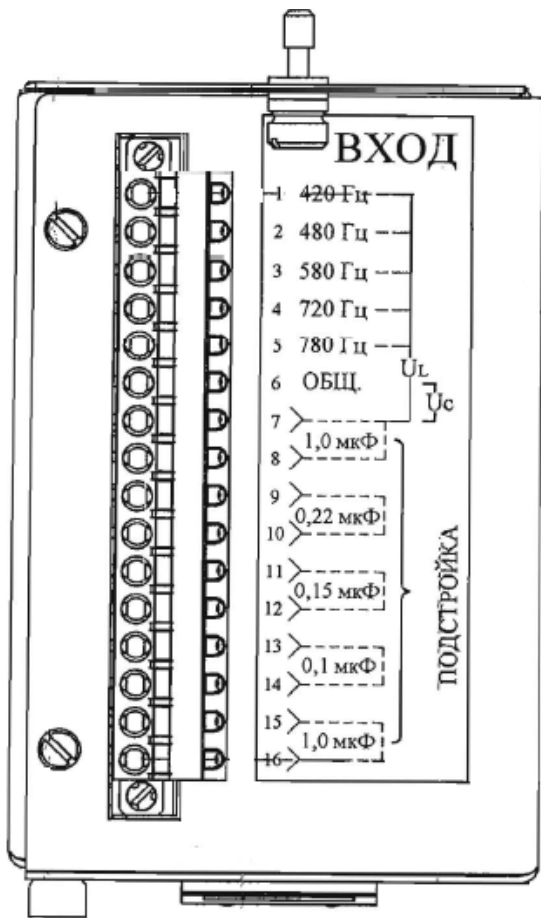 ВХОД
1 420 Гц
2 480 Гц
3 580 Гц
4 720 Гц
5 780 Гц
UL
6 ОБЩ.
Uc
7
1,0 мкФ
8
9
0,22 мкФ
10
11
0,15 мкФ
12
13
0,1 мкФ
14
15
1,0 мкФ
16
ПОДСТРОЙКА